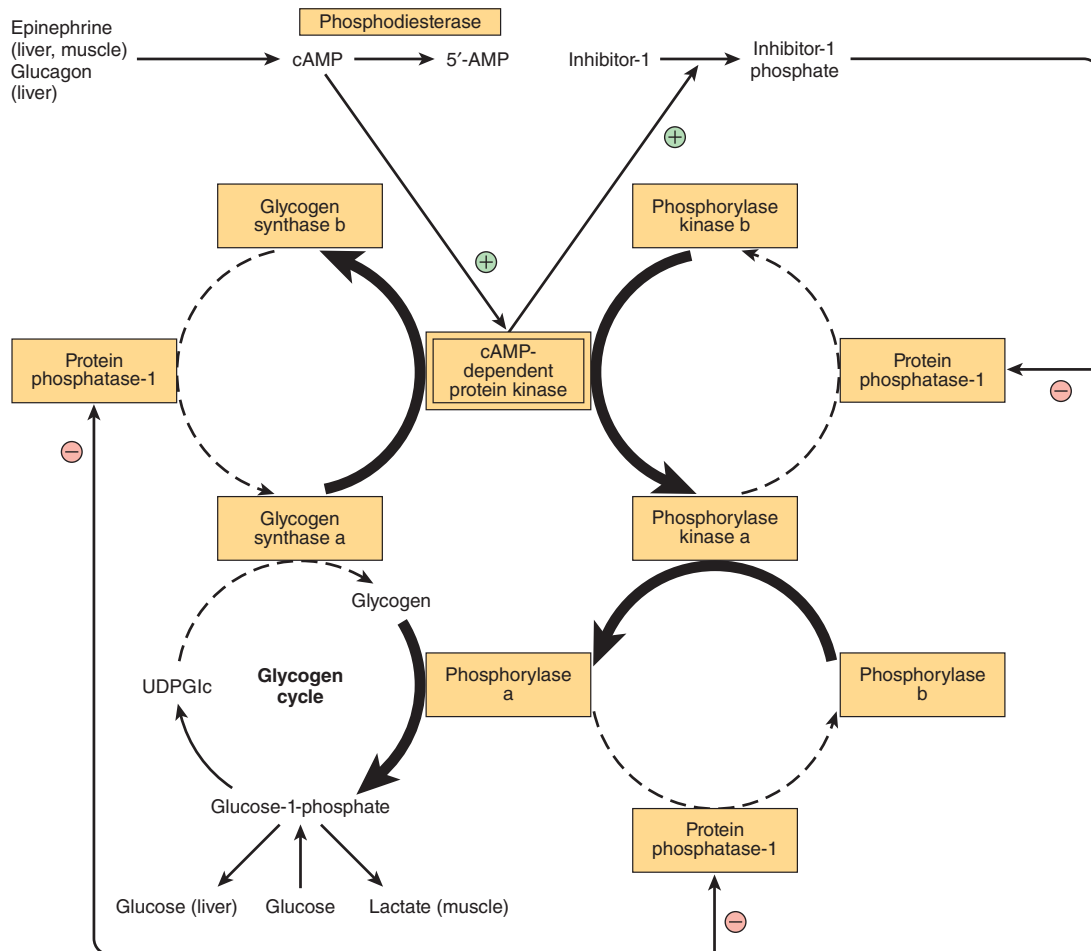 Phosphodiesterase
Epinephrine
(liver, muscle)
Glucagon
(liver)
cAMP
5′-AMP
Inhibitor-1
Inhibitor-1
phosphate
+
+
Glycogen
synthase b
Phosphorylase
kinase b
Protein
phosphatase-1
cAMP-
dependent
protein kinase
Protein
phosphatase-1
−
−
Glycogen
synthase a
Phosphorylase
kinase a
Glycogen
UDPGlc
Glycogen
cycle
Phosphorylase
a
Phosphorylase
b
Glucose-1-phosphate
Protein
phosphatase-1
Glucose (liver)
Glucose
Lactate (muscle)
−